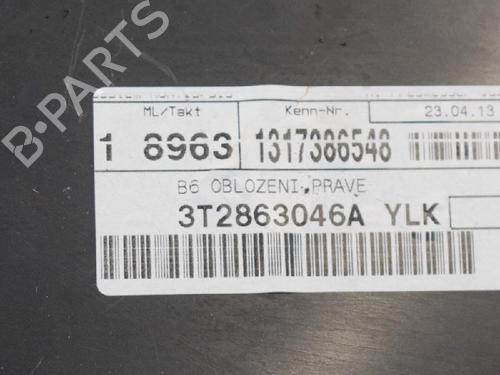 ML/Takt Kenn-Nr. 23.04.13
1 8963 1317386548
B6 OBLOZENI PRAVE
3T2863046A YLK
B-PARTS